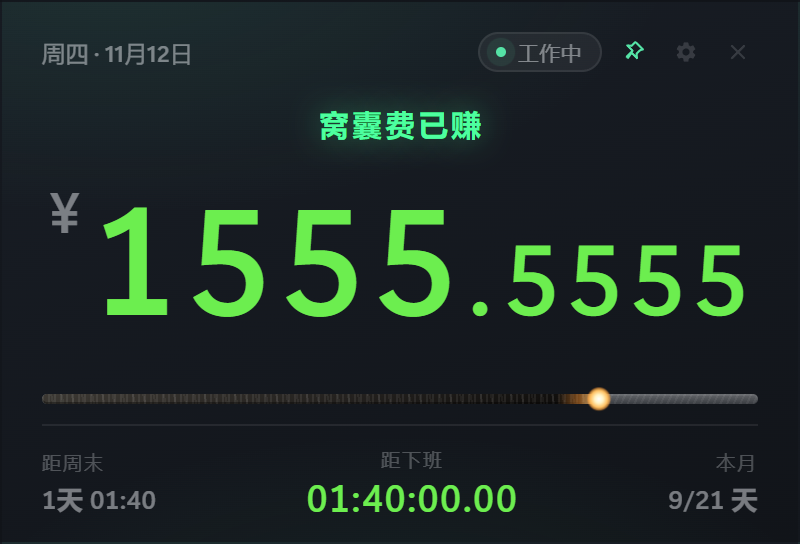 周四 · 11月12日
工作中
窝囊费已赚
¥1555.5555
距周末
距下班
本月
1天 01:40
01:40:00.00
9/21 天